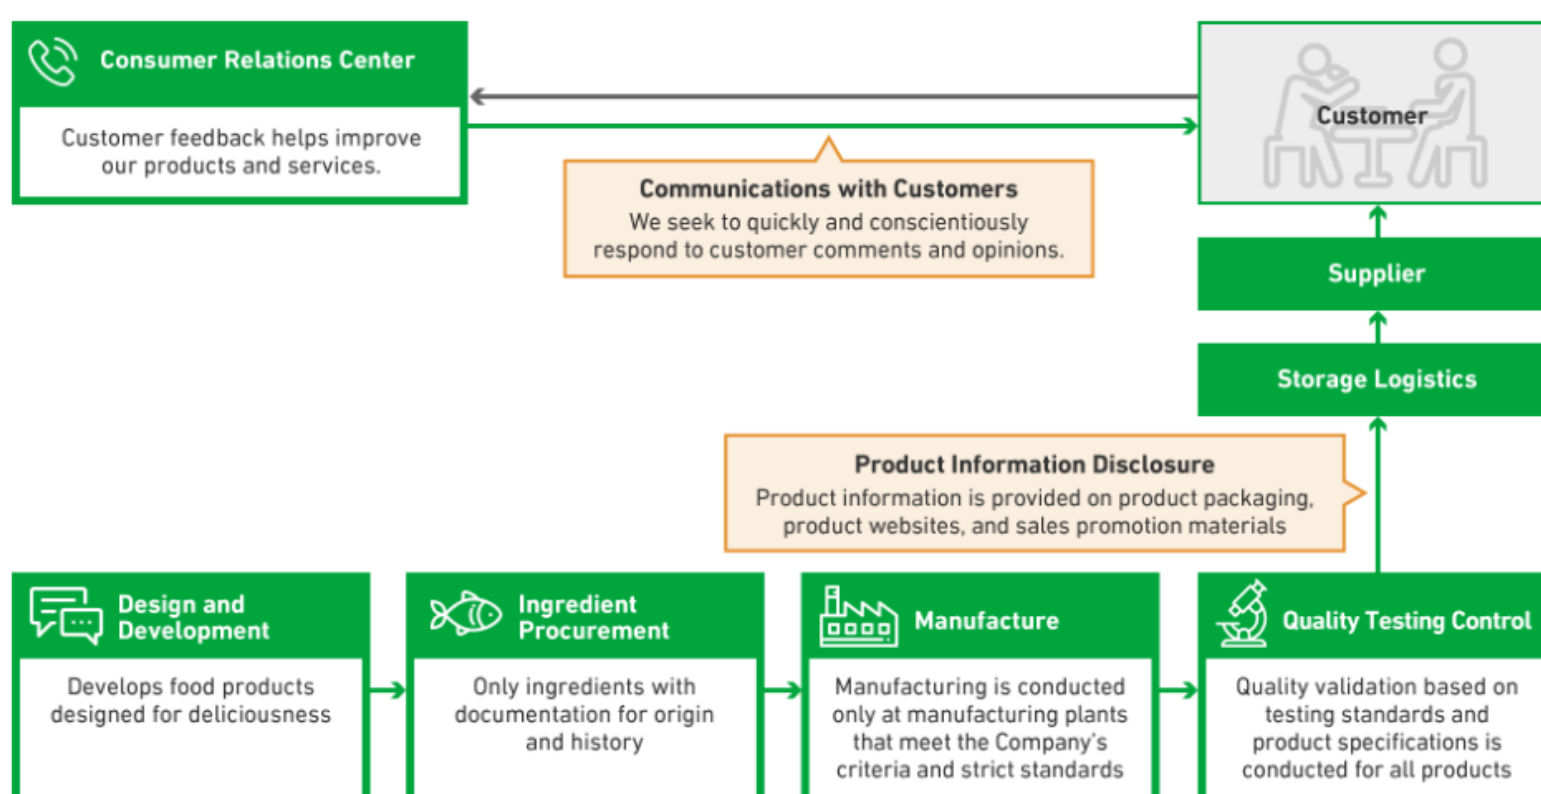 Consumer Relations Center
Customer feedback helps improve
our products and services.
Customer
Communications with Customers
We seek to quickly and conscientiously
respond to customer comments and opinions.
Supplier
Storage Logistics
Product Information Disclosure
Product information is provided on product packaging,
product websites, and sales promotion materials
Design and
Development
Develops food products
designed for deliciousness
Ingredient
Procurement
Only ingredients with
documentation for origin
and history
Manufacture
Manufacturing is conducted
only at manufacturing plants
that meet the Company's
criteria and strict standards
Quality Testing Control
Quality validation based on
testing standards and
product specifications is
conducted for all products